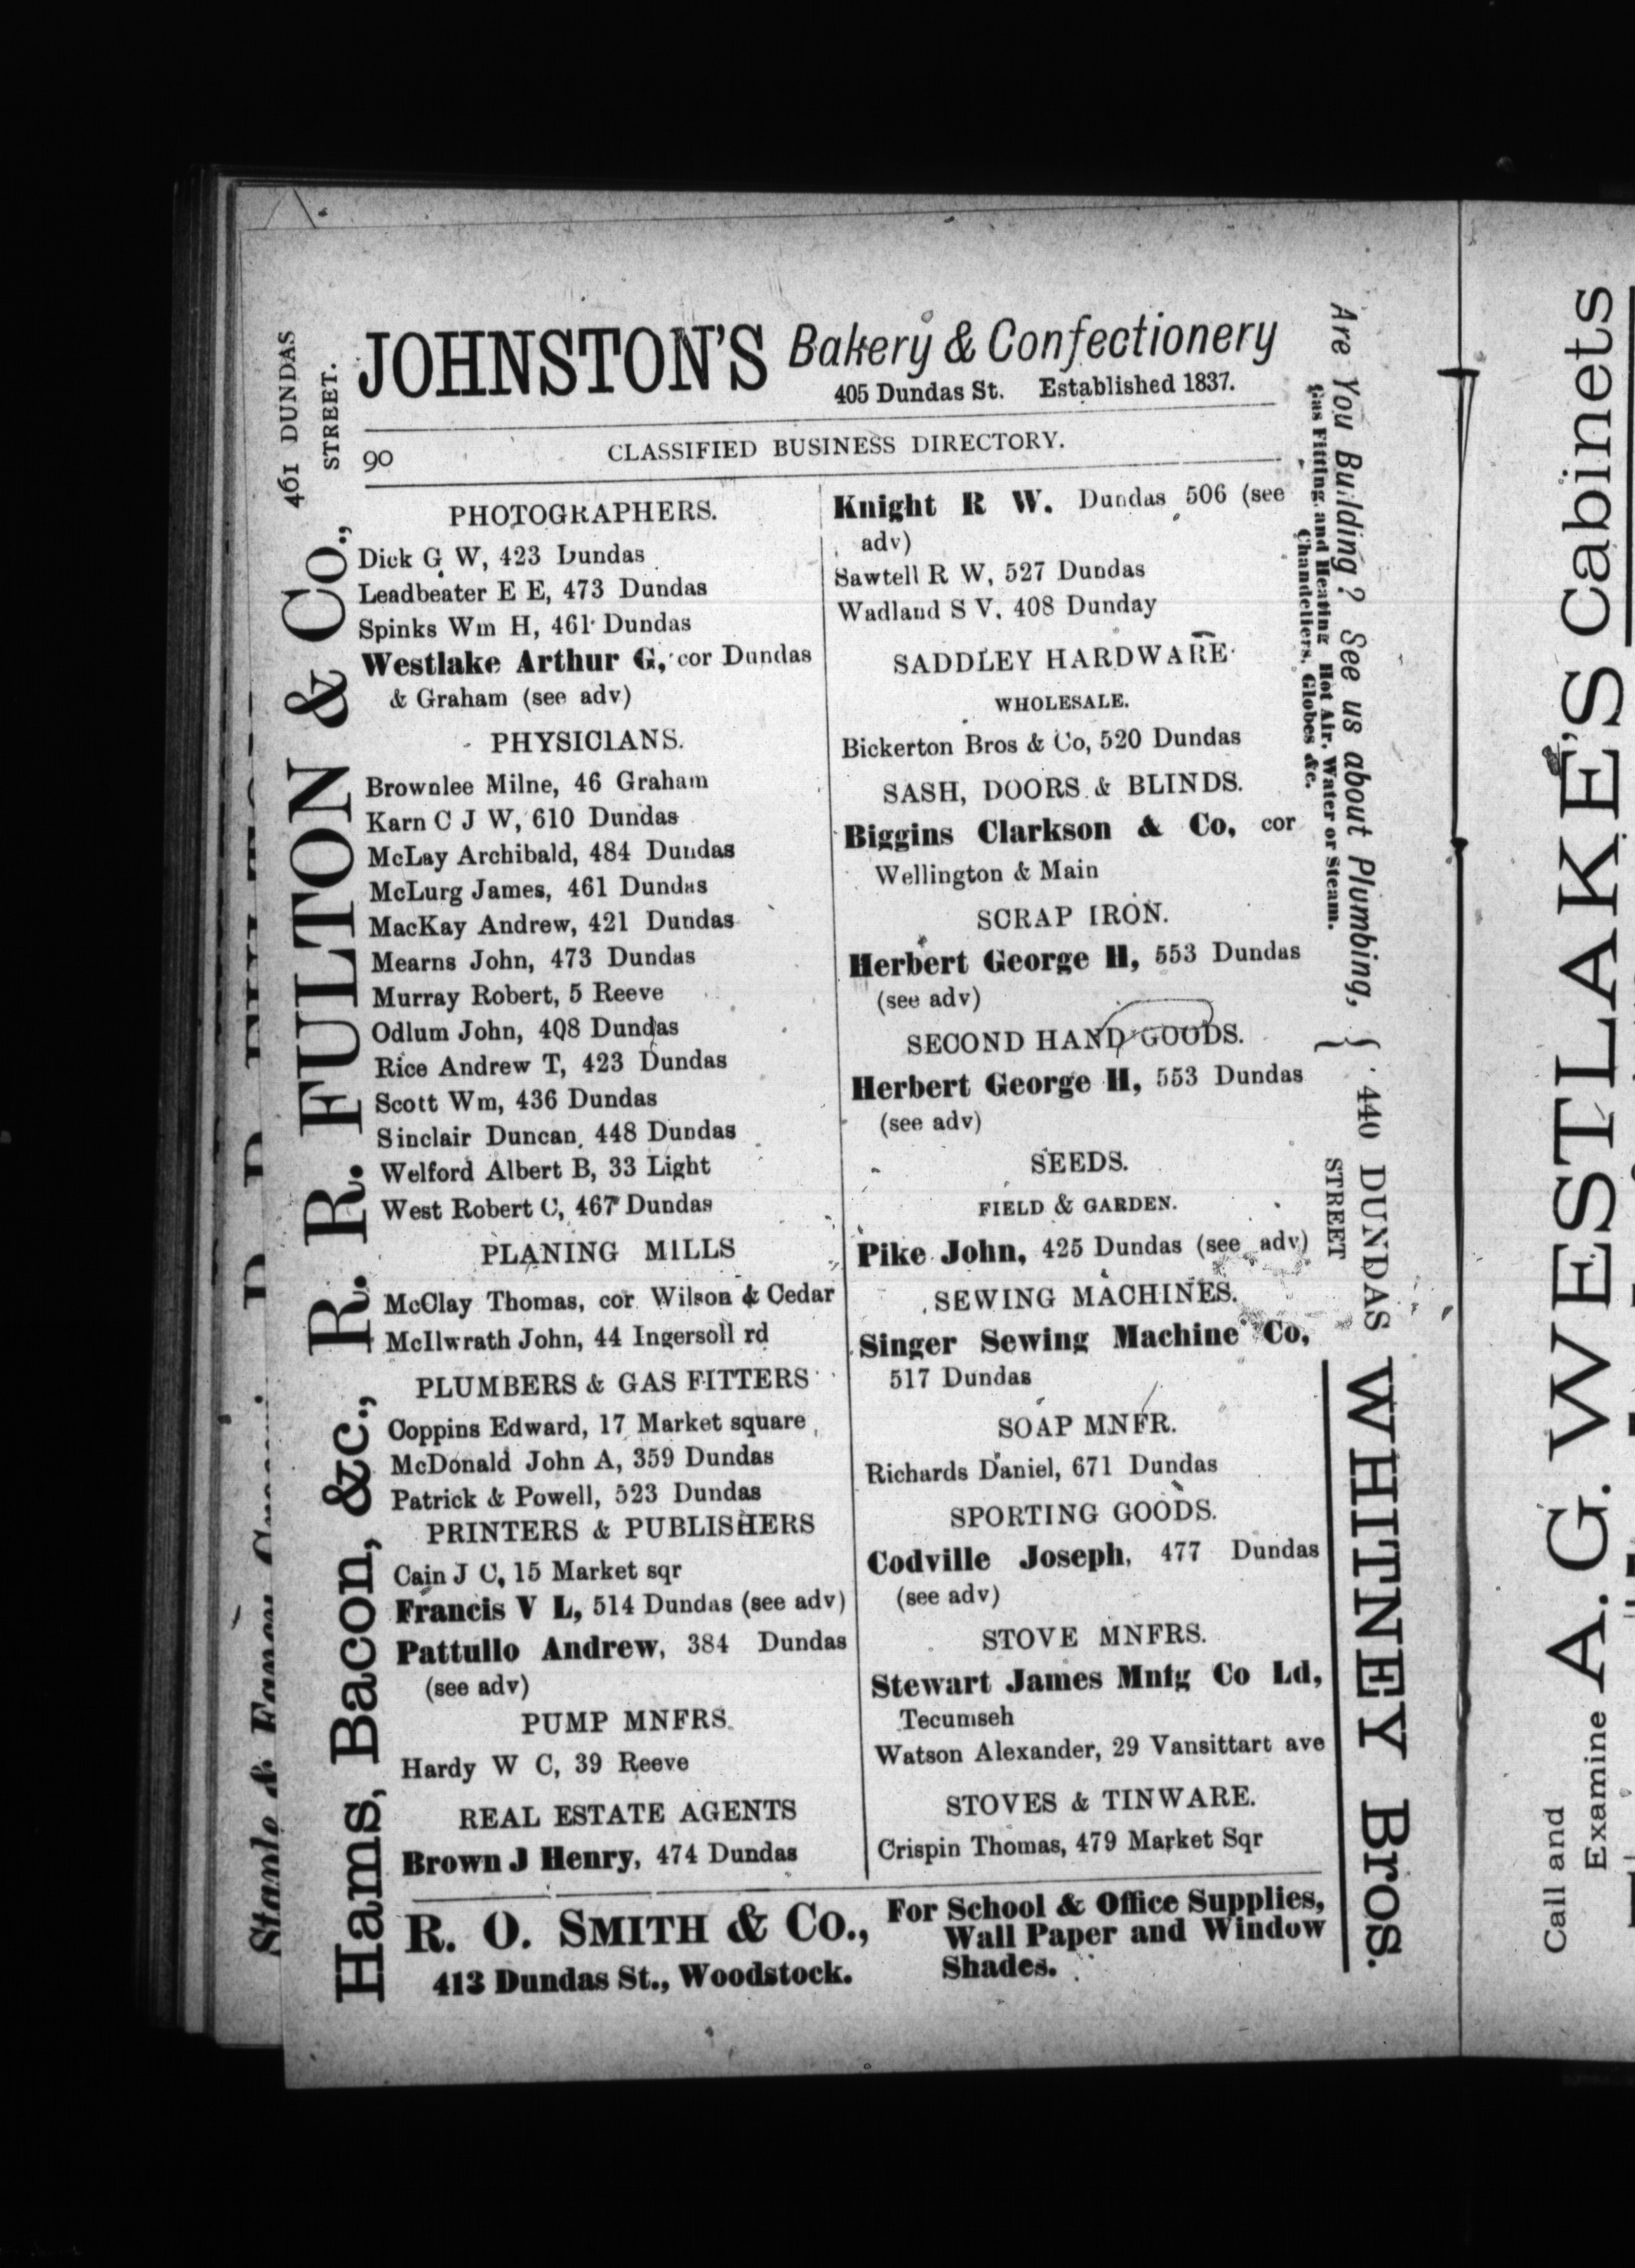 JOHNSTON'S Bakery & Confectionery
405 Dundas St. Established 1837.
90 CLASSIFIED BUSINESS DIRECTORY.
PHOTOGRAPHERS.
Dick G W, 423 Dundas
Leadbeater E E, 473 Dundas
Spinks Wm H, 461 Dundas
Westlake Arthur G, cor Dundas
& Graham (see adv)
PHYSICIANS.
Brownlee Milne, 46 Graham
Karn C J W, 610 Dundas
McLay Archibald, 484 Dundas
McLurg James, 461 Dundas
MacKay Andrew, 421 Dundas
Mearns John, 473 Dundas
Murray Robert, 5 Reeve
Odlum John, 408 Dundas
Rice Andrew T, 423 Dundas
Scott Wm, 436 Dundas
Sinclair Duncan, 448 Dundas
Welford Albert B, 33 Light
West Robert C, 467 Dundas
PLANING MILLS
McClay Thomas, cor Wilson & Cedar
McIlwrath John, 44 Ingersoll rd
PLUMBERS & GAS FITTERS
Coppins Edward, 17 Market square
McDonald John A, 359 Dundas
Patrick & Powell, 523 Dundas
PRINTERS & PUBLISHERS
Cain J C, 15 Market sqr
Francis V L, 514 Dundas (see adv)
Pattullo Andrew, 384 Dundas
(see adv)
PUMP MNFRS.
Hardy W C, 39 Reeve
REAL ESTATE AGENTS
Brown J Henry, 474 Dundas
Knight R W. Dundas 506 (see
adv)
Sawtell R W, 527 Dundas
Wadland S V, 408 Dunday
SADDLEY HARDWARE
WHOLESALE.
Bickerton Bros & Co, 520 Dundas
SASH, DOORS & BLINDS.
Biggins Clarkson & Co, cor
Wellington & Main
SCRAP IRON.
Herbert George H, 553 Dundas
(see adv)
SECOND HAND GOODS.
Herbert George H, 553 Dundas
(see adv)
SEEDS.
FIELD & GARDEN.
Pike John, 425 Dundas (see adv)
SEWING MACHINES.
Singer Sewing Machine Co,
517 Dundas
SOAP MNFR.
Richards Daniel, 671 Dundas
SPORTING GOODS.
Codville Joseph, 477 Dundas
(see adv)
STOVE MNFRS.
Stewart James Mnfg Co Ld,
Tecumseh
Watson Alexander, 29 Vansittart ave
STOVES & TINWARE.
Crispin Thomas, 479 Market Sqr
R. O. SMITH & CO., For School & Office Supplies,
Wall Paper and Window
413 Dundas St., Woodstock. Shades.
Hams, Bacon, &c., R. R. FULTON & CO.,
461 DUNDAS
STREET.
Are You Building? See us about Plumbing,
Gas Fitting and Heating Hot Air, Water or Steam.
Chandeliers, Globes &c.
440 DUNDAS
STREET
WHITNEY Bros.
Call and
Examine
A. G. WESTLAKE'S Cabinets